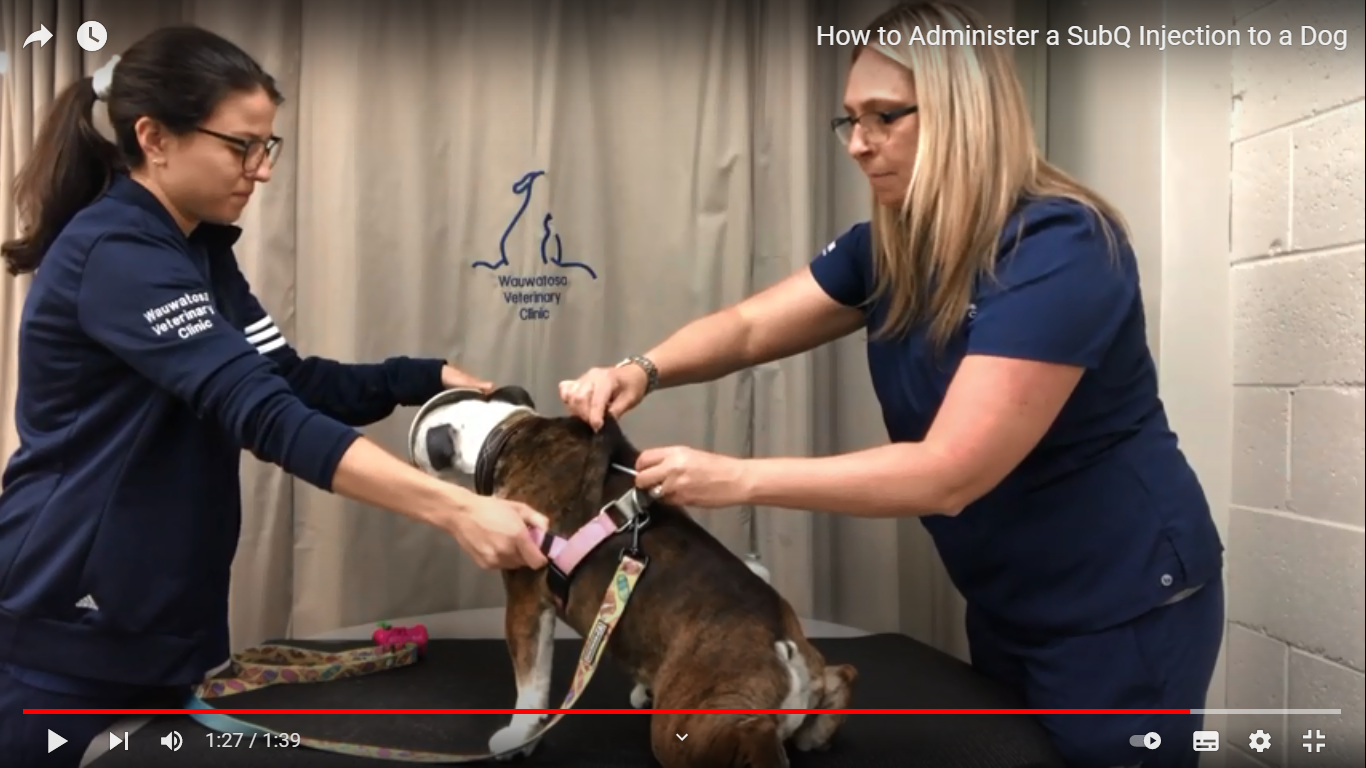 How to Administer a SubQ Injection to a Dog
Wauwatosa
Veterinary
Clinic
Wauwatosa
Veterinary
Clinic
1:27 / 1:39